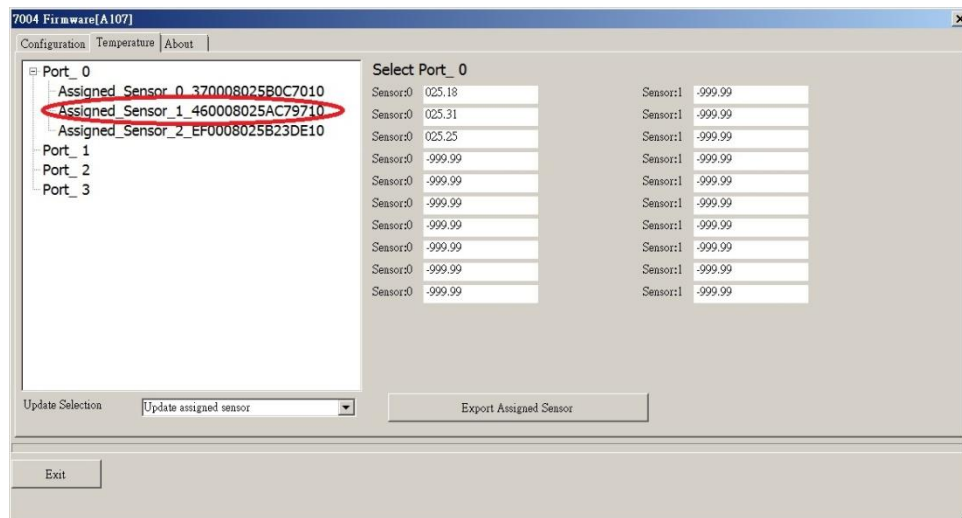 7004 Firmware[A107]
Configuration Temperature About
Port_ 0
Assigned_Sensor_0_370008025B0C7010
Assigned_Sensor_1_460008025AC79710
Assigned_Sensor_2_EF0008025B23DE10
Port_ 1
Port_ 2
Port_ 3
Select Port_ 0
Sensor:0 025.18 Sensor:1 -999.99
Sensor:0 025.31 Sensor:1 -999.99
Sensor:0 025.25 Sensor:1 -999.99
Sensor:0 -999.99 Sensor:1 -999.99
Sensor:0 -999.99 Sensor:1 -999.99
Sensor:0 -999.99 Sensor:1 -999.99
Sensor:0 -999.99 Sensor:1 -999.99
Sensor:0 -999.99 Sensor:1 -999.99
Sensor:0 -999.99 Sensor:1 -999.99
Sensor:0 -999.99 Sensor:1 -999.99
Update Selection Update assigned sensor Export Assigned Sensor
Exit